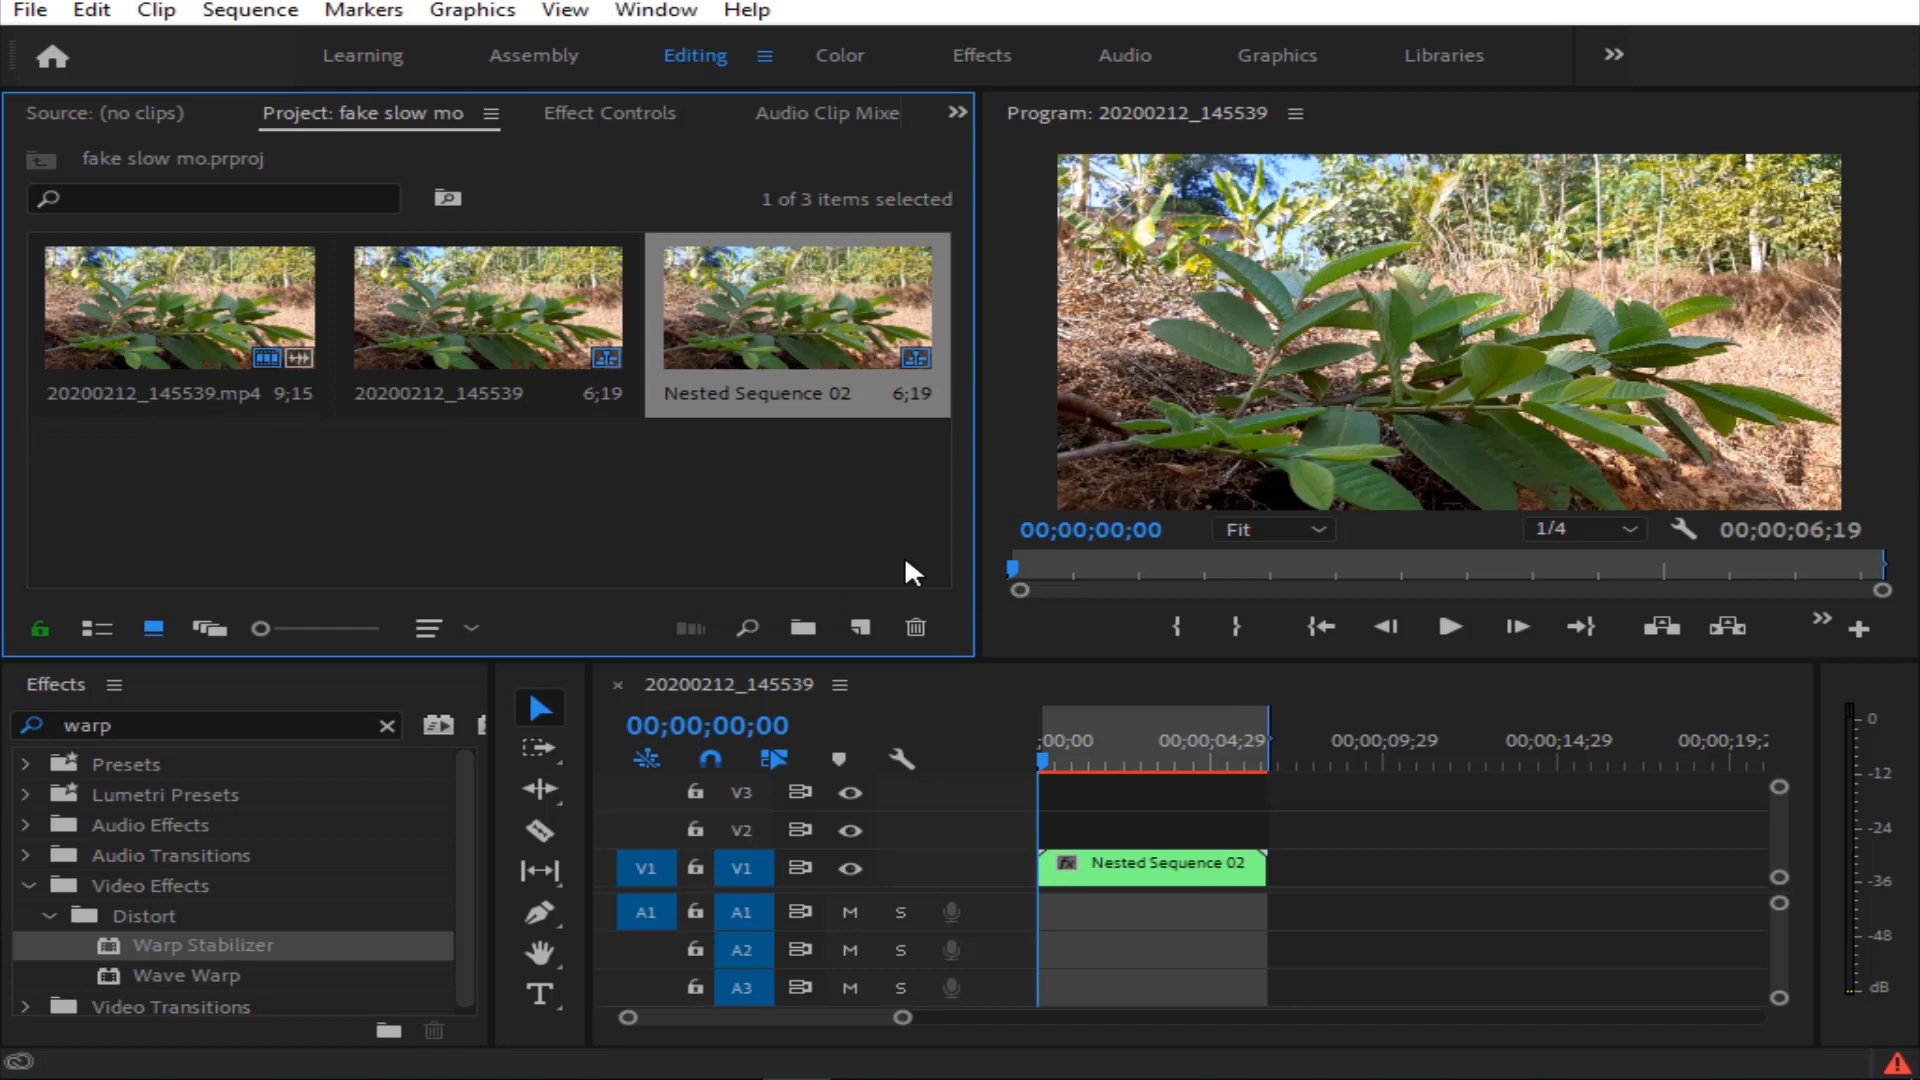 File Edit Clip Sequence Markers Graphics View Window Help
Learning Assembly Editing Color Effects Audio Graphics Libraries
Source: (no clips) Project: fake slow mo Effect Controls Audio Clip Mixe
fake slow mo.prproj
1 of 3 items selected
20200212_145539.mp4 9;15
20200212_145539 6;19
Nested Sequence 02 6;19
Program: 20200212_145539
00;00;00;00 Fit 1/4 00;00;06;19
Effects
warp
Presets
Lumetri Presets
Audio Effects
Audio Transitions
Video Effects
Distort
Warp Stabilizer
Wave Warp
Video Transitions
T
20200212_145539
00;00;00;00
;00;00 00;00;04;29 00;00;09;29 00;00;14;29 00;00;19;2
V3
V2
V1 V1 fx Nested Sequence 02
A1 A1 M S
A2 M S
A3 M S
0
-12
-24
-36
-48
dB